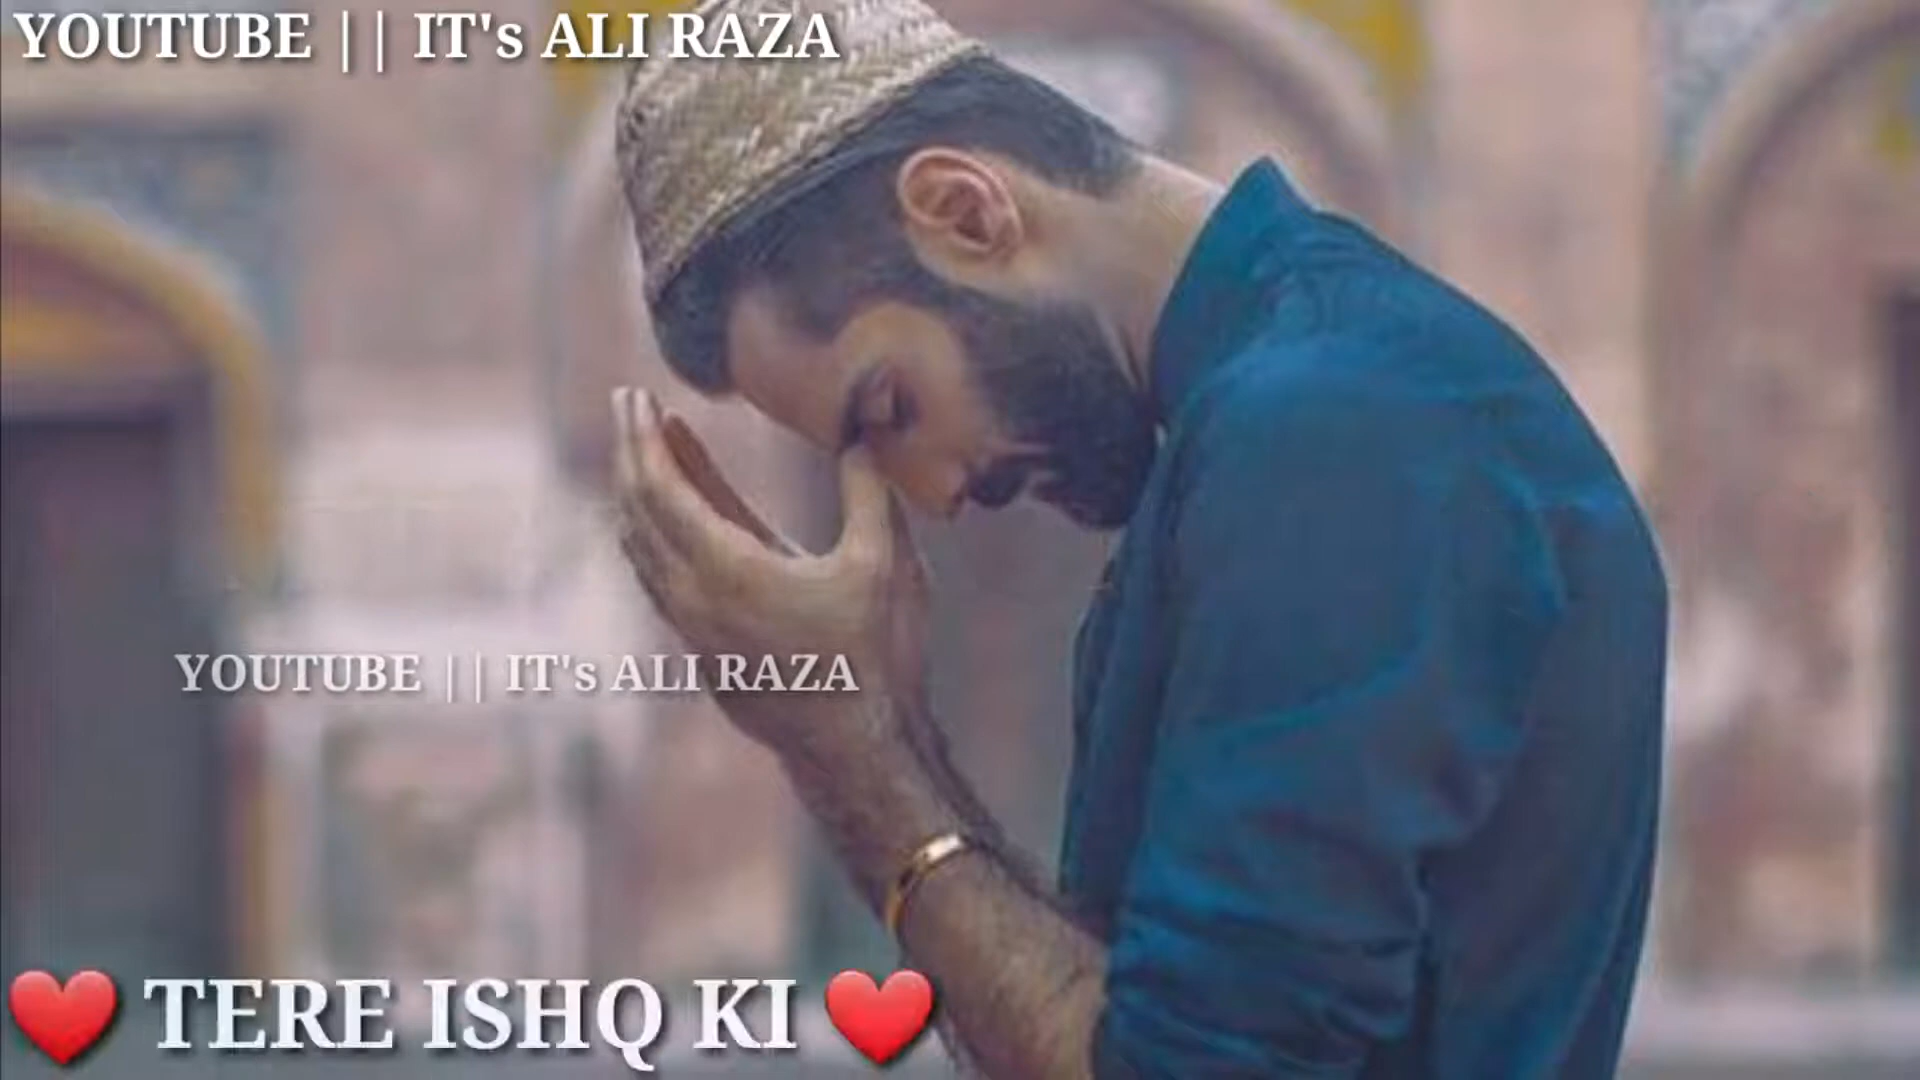 YOUTUBE || IT's ALI RAZA
YOUTUBE || IT's ALI RAZA
❤️ TERE ISHQ KI ❤️